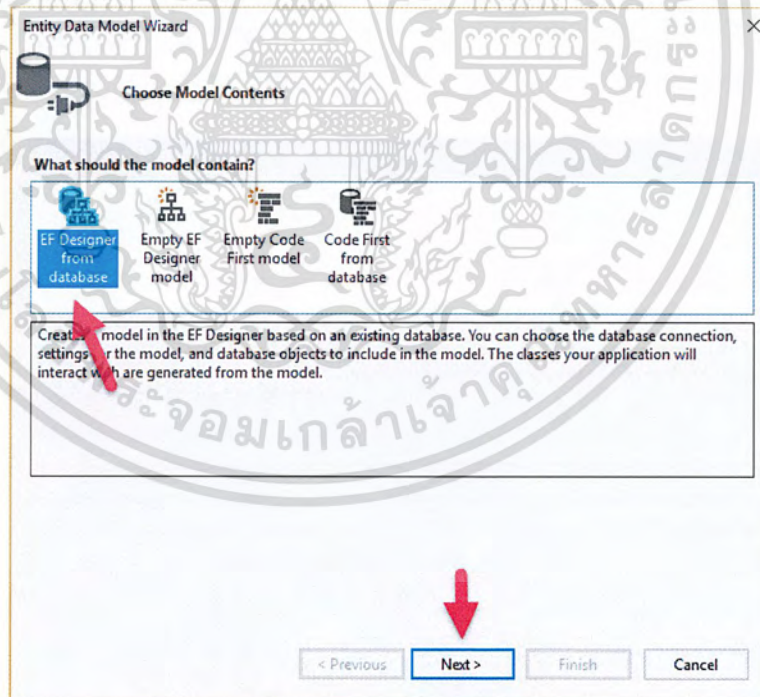 Entity Data Model Wizard
Choose Model Contents
What should the model contain?
EF Designer
from
database
Empty EF
Designer
model
Empty Code
First model
Code First
from
database
model in the EF Designer based on an existing database. You can choose the database connection,
settings the model, and database objects to include in the model. The classes your application will
interact are generated from the model.
< Previous
Next >
Finish
Cancel